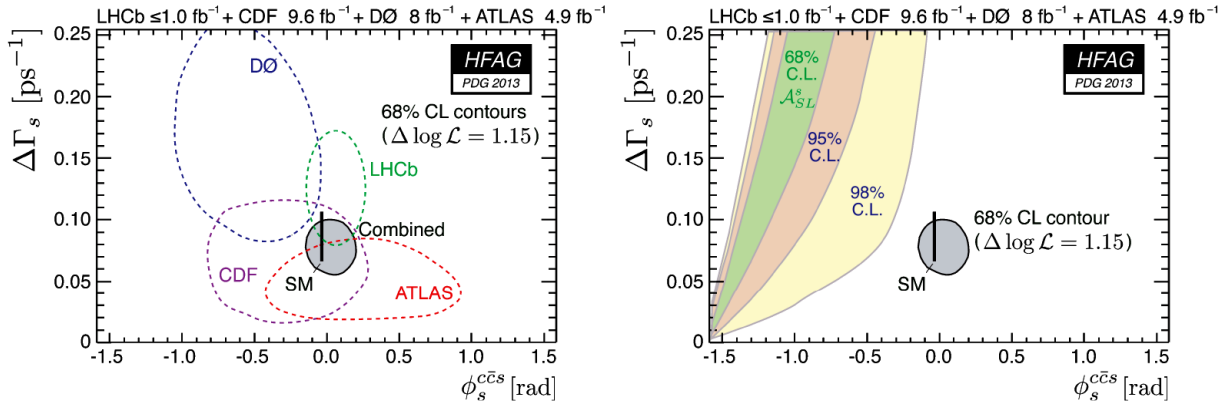 LHCb ≤1.0 fb⁻¹ + CDF 9.6 fb⁻¹ + DØ 8 fb⁻¹ + ATLAS 4.9 fb⁻¹
0.25
0.20
0.15
0.10
0.05
0
ΔΓs [ps⁻¹]
HFAG
PDG 2013
DØ
68% CL contours
(Δ log ℒ = 1.15)
LHCb
Combined
CDF
SM
ATLAS
-1.5 -1.0 -0.5 0.0 0.5 1.0 1.5
ϕs^cc̄s [rad]
LHCb ≤1.0 fb⁻¹ + CDF 9.6 fb⁻¹ + DØ 8 fb⁻¹ + ATLAS 4.9 fb⁻¹
0.25
0.20
0.15
0.10
0.05
0
ΔΓs [ps⁻¹]
HFAG
PDG 2013
68%
C.L.
𝒜ˢSL
95%
C.L.
98%
C.L.
68% CL contour
(Δ log ℒ = 1.15)
SM
-1.5 -1.0 -0.5 0.0 0.5 1.0 1.5
ϕs^cc̄s [rad]